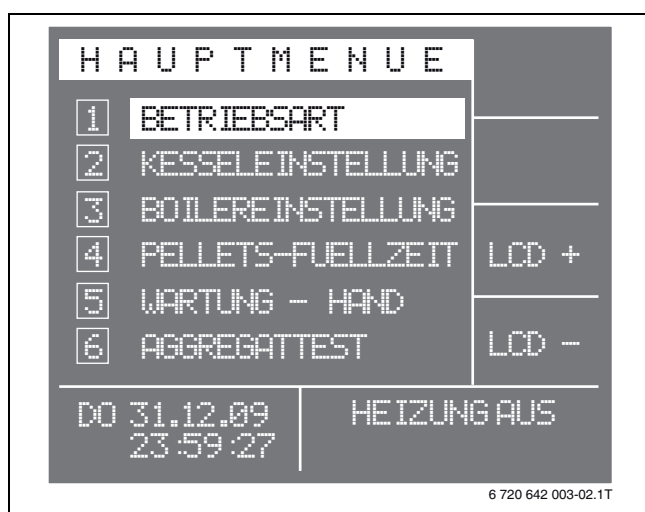 HAUPTMENUE
1 BETRIEBSART
2 KESSELEINSTELLUNG
3 BOILEREINSTELLUNG
4 PELLETS-FUELLZEIT
5 WARTUNG - HAND
6 AGGREGATTEST
LCD +
LCD -
DO 31.12.09
23:59:27
HEIZUNG AUS
6 720 642 003-02.1T